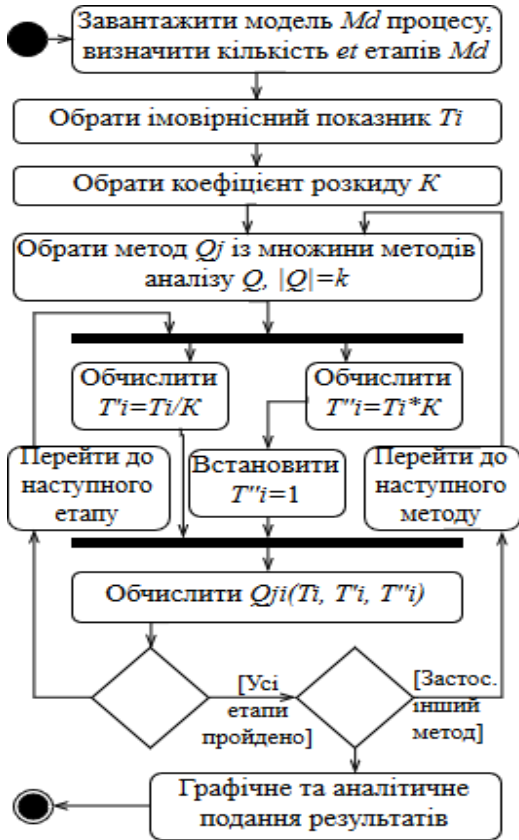 Завантажити модель Md процесу,
визначити кількість et етапів Md
Обрати імовірнісний показник Ti
Обрати коефіцієнт розкиду K
Обрати метод Qj із множини методів
аналізу Q, |Q|=k
Обчислити
T'i=Ti/K
Обчислити
T''i=Ti*K
Перейти до
наступного
етапу
Встановити
T''i=1
Перейти до
наступного
методу
Обчислити Qji(Ti, T'i, T''i)
[Усі
етапи
пройдено]
[Застос.
інший
метод]
Графічне та аналітичне
подання результатів